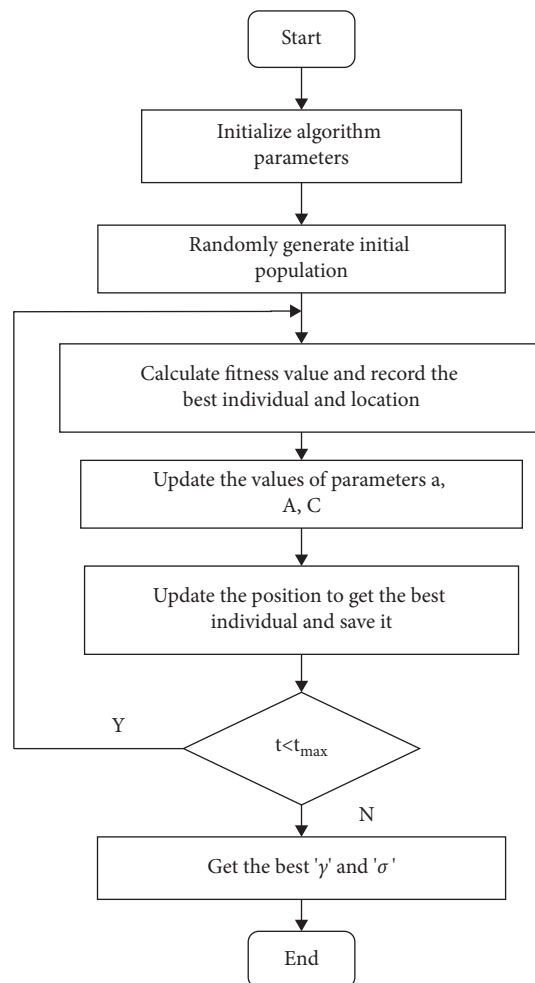 Start
Initialize algorithm
parameters
Randomly generate initial
population
Calculate fitness value and record the
best individual and location
Update the values of parameters a,
A, C
Update the position to get the best
individual and save it
Y
t<tmax
N
Get the best 'γ' and 'σ'
End